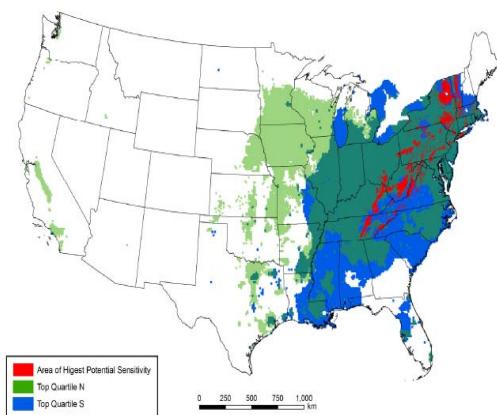 Area of Higest Potential Sensitivity
Top Quartile N
Top Quartile S
0 250 500 750 1,000
km